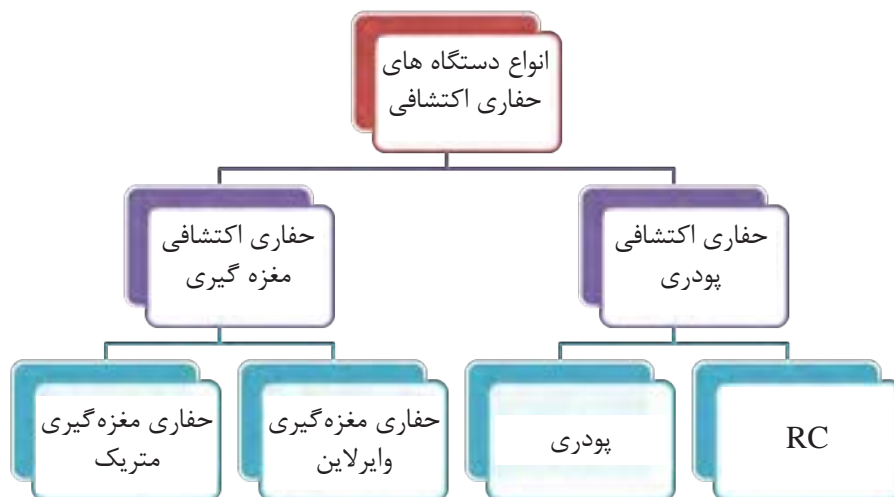 انواع دستگاه های
حفاری اکتشافی
حفاری اکتشافی
پودری
حفاری اکتشافی
مغزه گیری
RC
پودری
حفاری مغزه‌گیری
وایرلاین
حفاری مغزه‌گیری
متریک